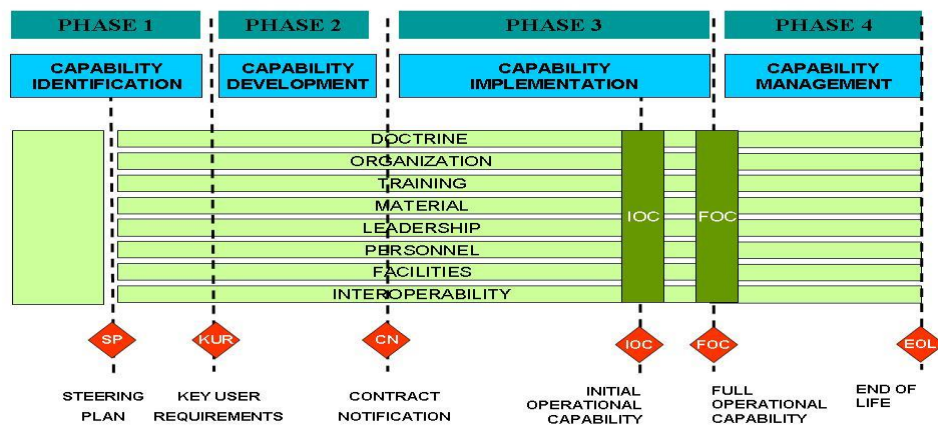 PHASE 1 PHASE 2 PHASE 3 PHASE 4
CAPABILITY IDENTIFICATION
CAPABILITY DEVELOPMENT
CAPABILITY IMPLEMENTATION
CAPABILITY MANAGEMENT
DOCTRINE
ORGANIZATION
TRAINING
MATERIAL
LEADERSHIP
PERSONNEL
FACILITIES
INTEROPERABILITY
IOC FOC
SP KUR CN IOC FOC EOL
STEERING
PLAN
KEY USER
REQUIREMENTS
CONTRACT
NOTIFICATION
INITIAL
OPERATIONAL
CAPABILITY
FULL
OPERATIONAL
CAPABILITY
END OF
LIFE